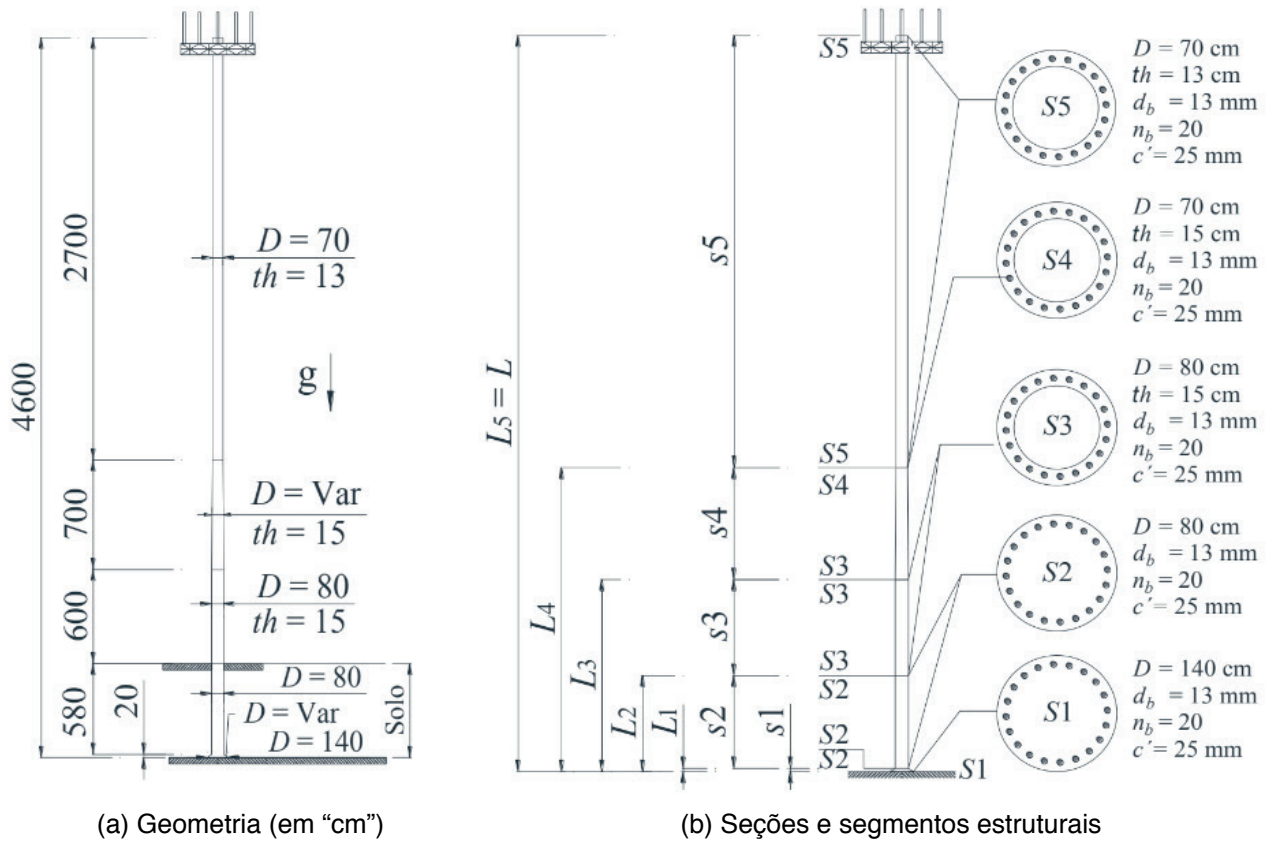 4600
2700
700
600
580
20
D = 70
th = 13
g
D = Var
th = 15
D = 80
th = 15
D = 80
D = Var
D = 140
Solo
(a) Geometria (em “cm”)
L5 = L
L4
L3
L2
L1
s5
s4
s3
s2
s1
S5
S5
S4
S3
S3
S3
S2
S2
S2
S1
S5
D = 70 cm
th = 13 cm
db = 13 mm
nb = 20
c´= 25 mm
S4
D = 70 cm
th = 15 cm
db = 13 mm
nb = 20
c´= 25 mm
S3
D = 80 cm
th = 15 cm
db = 13 mm
nb = 20
c´= 25 mm
S2
D = 80 cm
db = 13 mm
nb = 20
c´= 25 mm
S1
D = 140 cm
db = 13 mm
nb = 20
c´= 25 mm
(b) Seções e segmentos estruturais